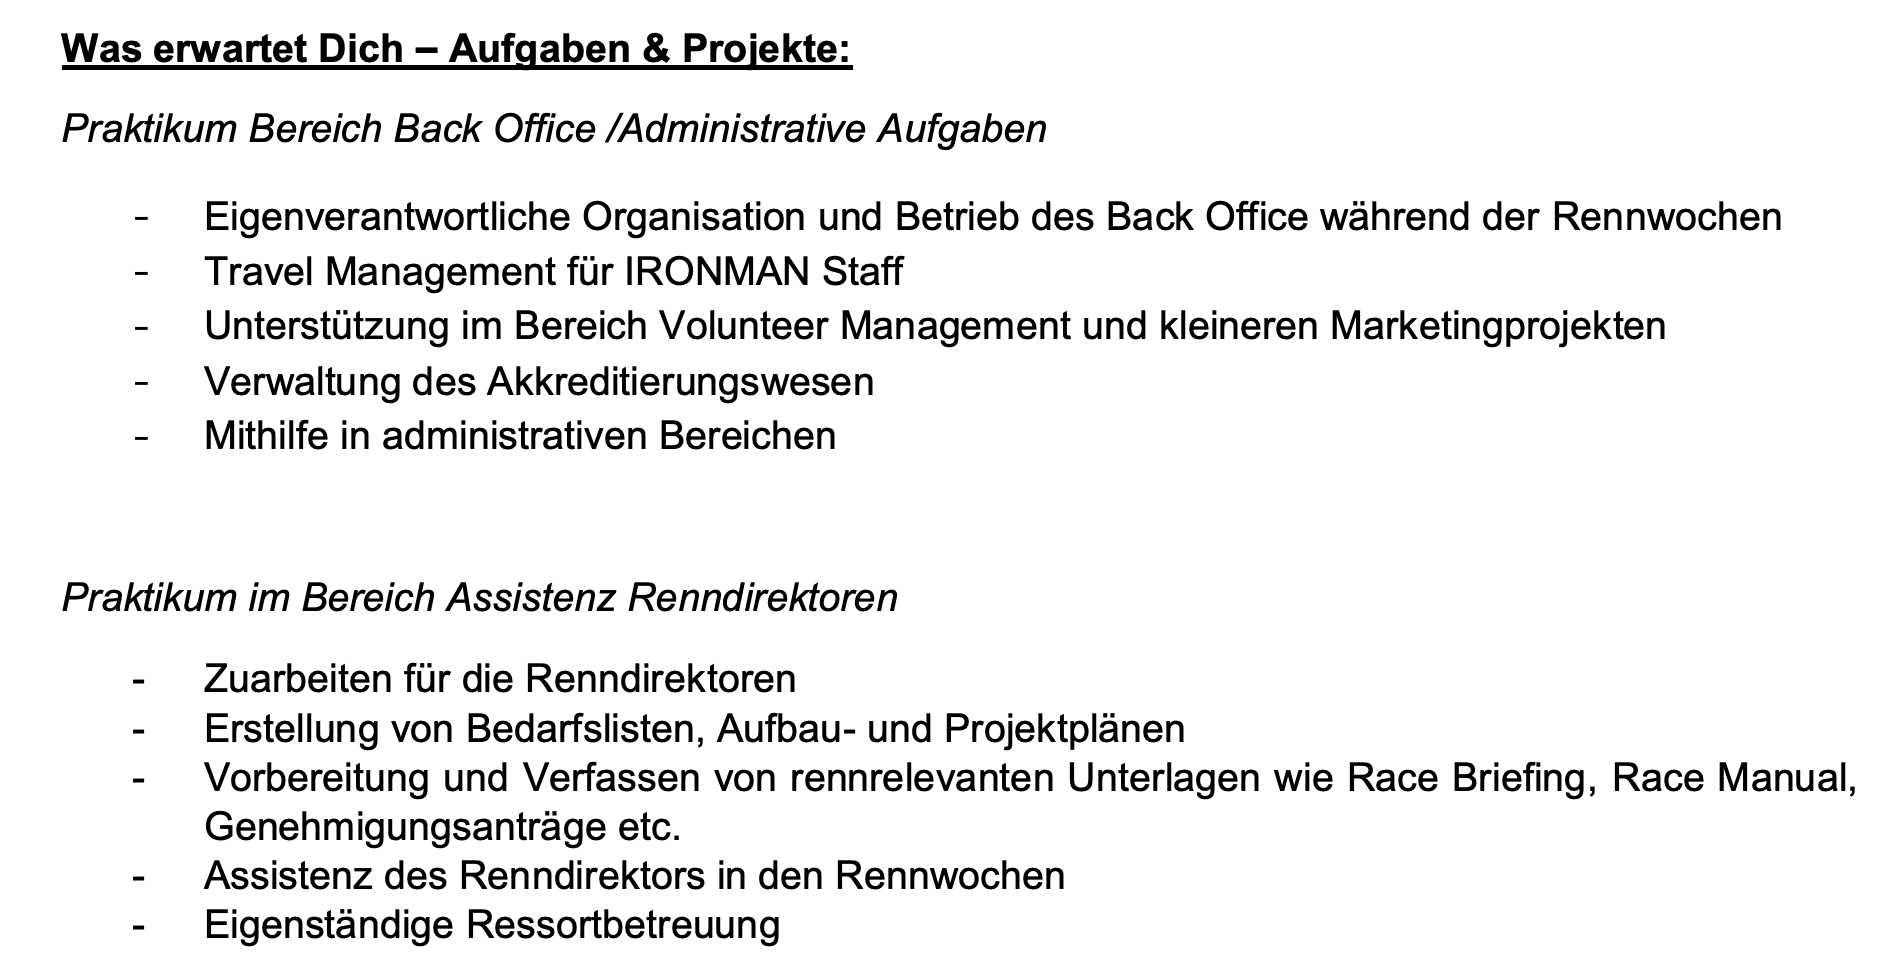 Was erwartet Dich – Aufgaben & Projekte:
Praktikum Bereich Back Office /Administrative Aufgaben
- Eigenverantwortliche Organisation und Betrieb des Back Office während der Rennwochen
- Travel Management für IRONMAN Staff
- Unterstützung im Bereich Volunteer Management und kleineren Marketingprojekten
- Verwaltung des Akkreditierungswesen
- Mithilfe in administrativen Bereichen
Praktikum im Bereich Assistenz Renndirektoren
- Zuarbeiten für die Renndirektoren
- Erstellung von Bedarfslisten, Aufbau- und Projektplänen
- Vorbereitung und Verfassen von rennrelevanten Unterlagen wie Race Briefing, Race Manual,
Genehmigungsanträge etc.
- Assistenz des Renndirektors in den Rennwochen
- Eigenständige Ressortbetreuung